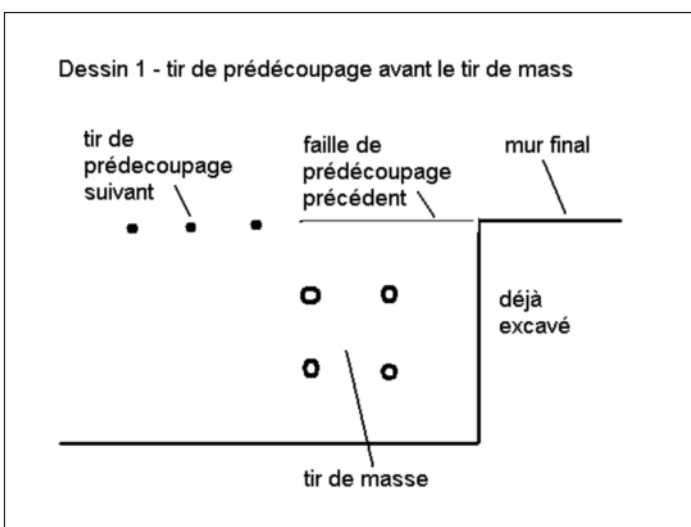 Dessin 1 - tir de prédécoupage avant le tir de mass
tir de
prédecoupage
suivant
faille de
prédécoupage
précédent
mur final
déjà
excavé
tir de masse